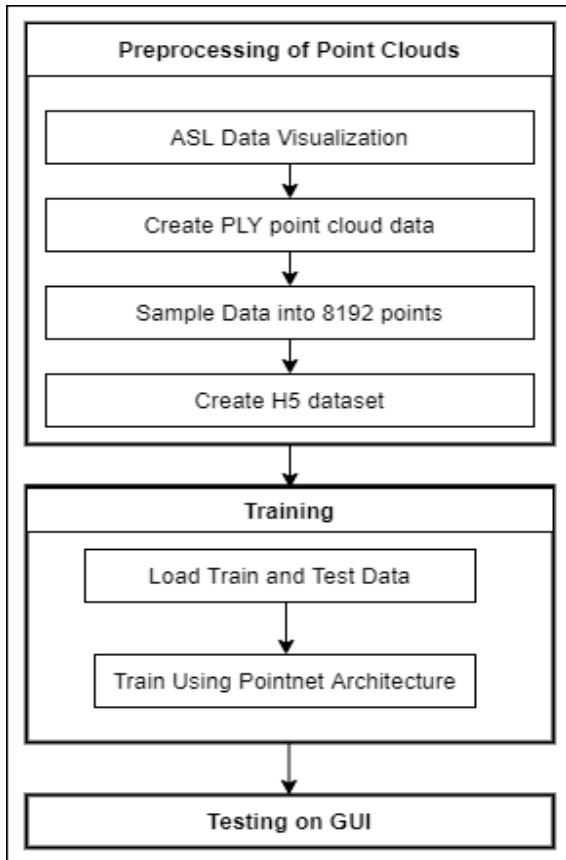 Preprocessing of Point Clouds
ASL Data Visualization
Create PLY point cloud data
Sample Data into 8192 points
Create H5 dataset
Training
Load Train and Test Data
Train Using Pointnet Architecture
Testing on GUI